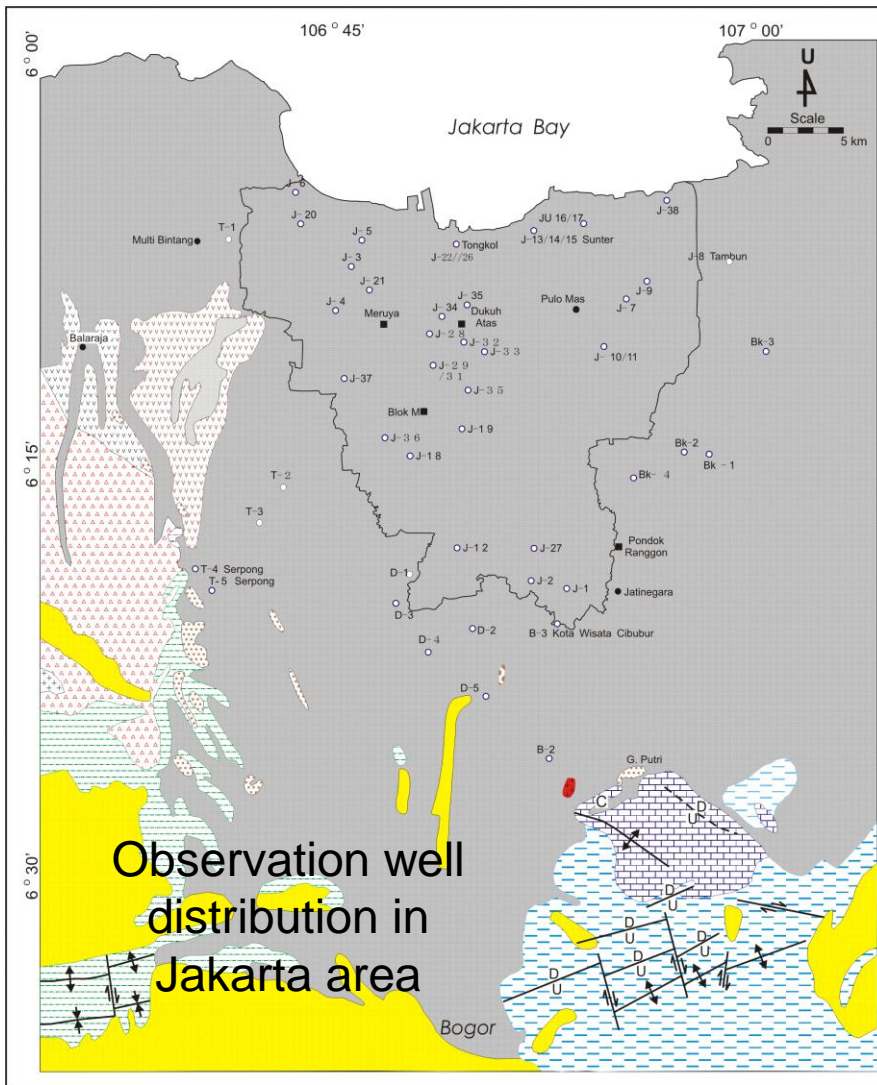 106 ° 45'
107 ° 00'
6 ° 00'
U
Scale
0 5 km
Jakarta Bay
J-6
J-38
J-20
JU 16/17
T-1
J-5
Multi Bintang
Tongkol
J-13/14/15 Sunter
J-22//26
J-8 Tambun
J-3
J-21
J-9
J-35
J-4
J-34
J-7
Meruya
Dukuh
Atas
Pulo Mas
J-28
J-32
J-33
Balaraja
J- 10/11
Bk-3
J-29
/31
J-37
J-35
Blok M
J-19
J-36
J-18
6 ° 15'
Bk-2
Bk -1
Bk- 4
T-2
T-3
J-12
J-27
Pondok
Ranggon
T-4 Serpong
D-1
T-5 Serpong
J-2
J-1
Jatinegara
D-3
D-2
B-3 Kota Wisata Cibubur
D-4
D-5
B-2
G. Putri
C
D
U
6 ° 30'
Observation well
distribution in
Jakarta area
D
U
D
U
D
U
D
U
D
U
Bogor